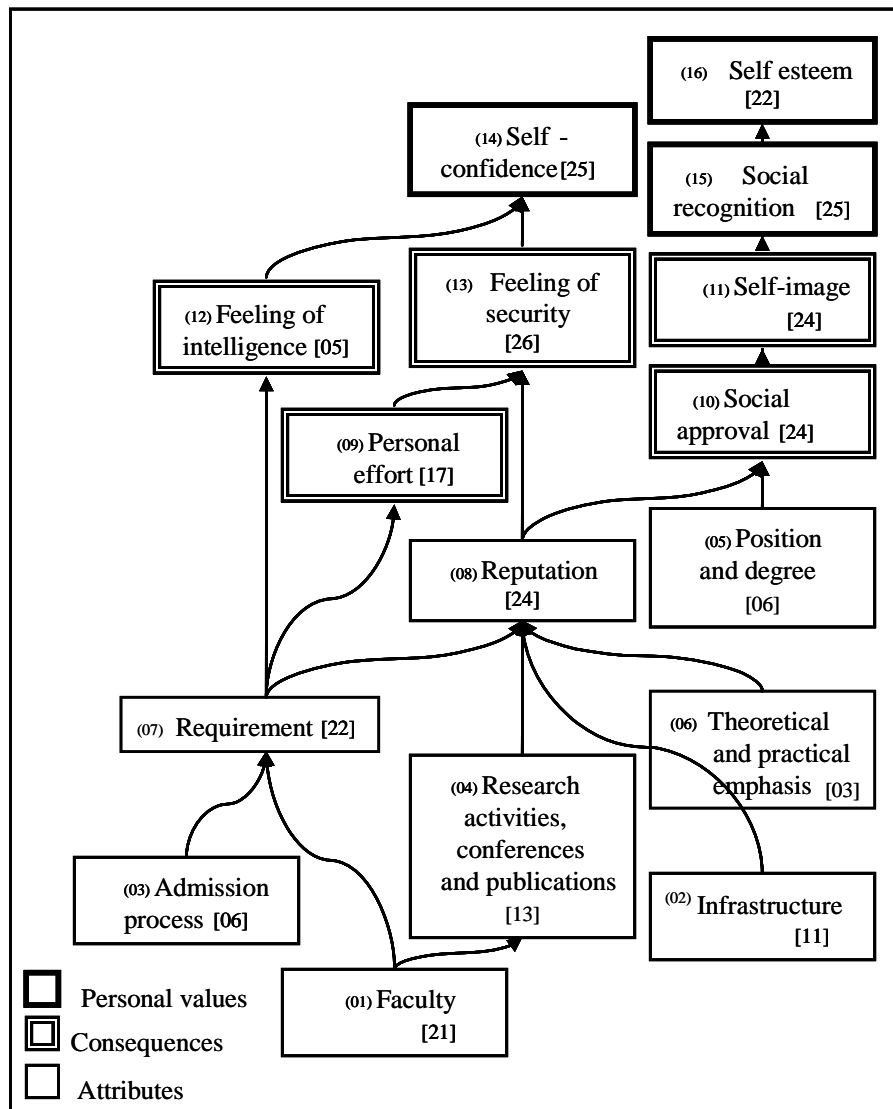 (16) Self esteem
[22]
(14) Self -
confidence[25]
(15) Social
recognition [25]
(12) Feeling of
intelligence [05]
(13) Feeling of
security
[26]
(11) Self-image
[24]
(10) Social
approval [24]
(09) Personal
effort [17]
(08) Reputation
[24]
(05) Position
and degree
[06]
(07) Requirement [22]
(06) Theoretical
and practical
emphasis [03]
(04) Research
activities,
conferences
and publications
[13]
(03) Admission
process [06]
(02) Infrastructure
[11]
(01) Faculty
[21]
Personal values
Consequences
Attributes